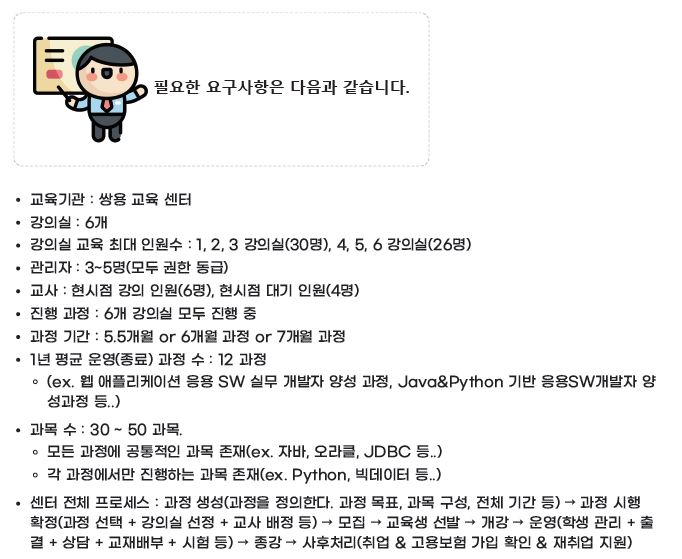 필요한 요구사항은 다음과 같습니다.
• 교육기관 : 쌍용 교육 센터
• 강의실 : 6개
• 강의실 교육 최대 인원수 : 1, 2, 3 강의실(30명), 4, 5, 6 강의실(26명)
• 관리자 : 3~5명(모두 권한 동급)
• 교사 : 현시점 강의 인원(6명), 현시점 대기 인원(4명)
• 진행 과정 : 6개 강의실 모두 진행 중
• 과정 기간 : 5.5개월 or 6개월 과정 or 7개월 과정
• 1년 평균 운영(종료) 과정 수 : 12 과정
◦ (ex. 웹 애플리케이션 응용 SW 실무 개발자 양성 과정, Java&Python 기반 응용SW개발자 양
성과정 등..)
• 과목 수 : 30 ~ 50 과목.
◦ 모든 과정에 공통적인 과목 존재(ex. 자바, 오라클, JDBC 등..)
◦ 각 과정에서만 진행하는 과목 존재(ex. Python, 빅데이터 등..)
• 센터 전체 프로세스 : 과정 생성(과정을 정의한다. 과정 목표, 과목 구성, 전체 기간 등) → 과정 시행
확정(과정 선택 + 강의실 선정 + 교사 배정 등) → 모집 → 교육생 선발 → 개강 → 운영(학생 관리 + 출
결 + 상담 + 교재배부 + 시험 등) → 종강 → 사후처리(취업 & 고용보험 가입 확인 & 재취업 지원)